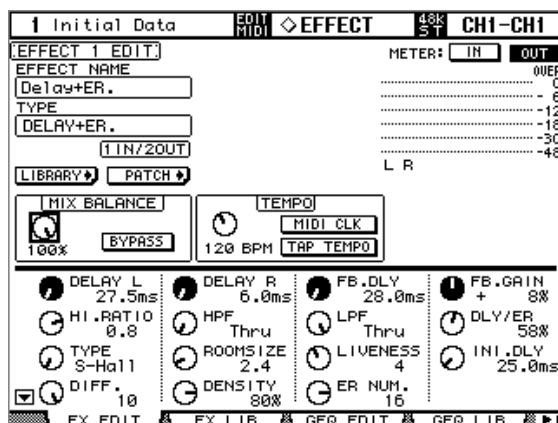 1 Initial Data EDIT MIDI ◇EFFECT 48K ST CH1-CH1
EFFECT 1 EDIT METER: IN OUT
EFFECT NAME
Delay+ER.
TYPE
DELAY+ER.
1IN/2OUT
LIBRARY PATCH
OVER
0
- 6
-12
-18
-30
-48
L R
MIX BALANCE
100% BYPASS
TEMPO
MIDI CLK
120 BPM TAP TEMPO
DELAY L DELAY R FB.DLY FB.GAIN
27.5ms 6.0ms 28.0ms + 8%
HI.RATIO HPF LPF DLY/ER
0.8 Thru Thru 58%
TYPE ROOMSIZE LIVENESS INI.DLY
S-Hall 2.4 4 25.0ms
DIFF. DENSITY ER NUM.
10 80% 16
FX EDIT FX LIB GEQ EDIT GEQ LIB